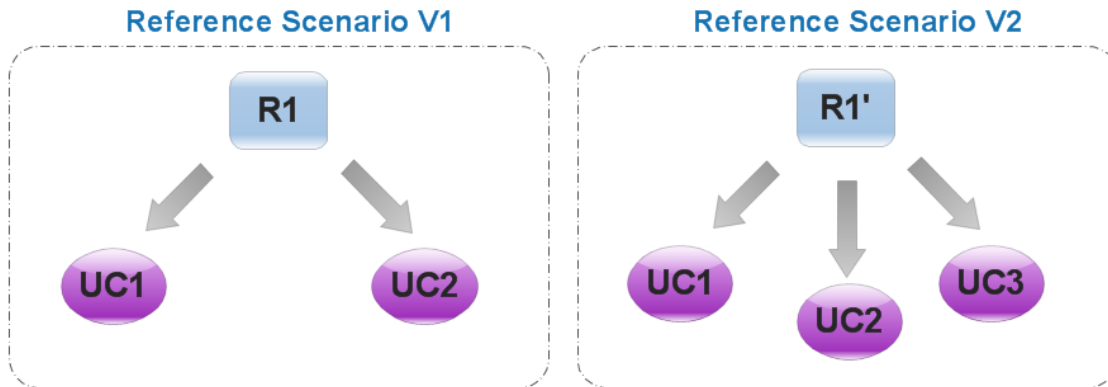 Reference Scenario V1
R1
UC1
UC2
Reference Scenario V2
R1'
UC1
UC2
UC3